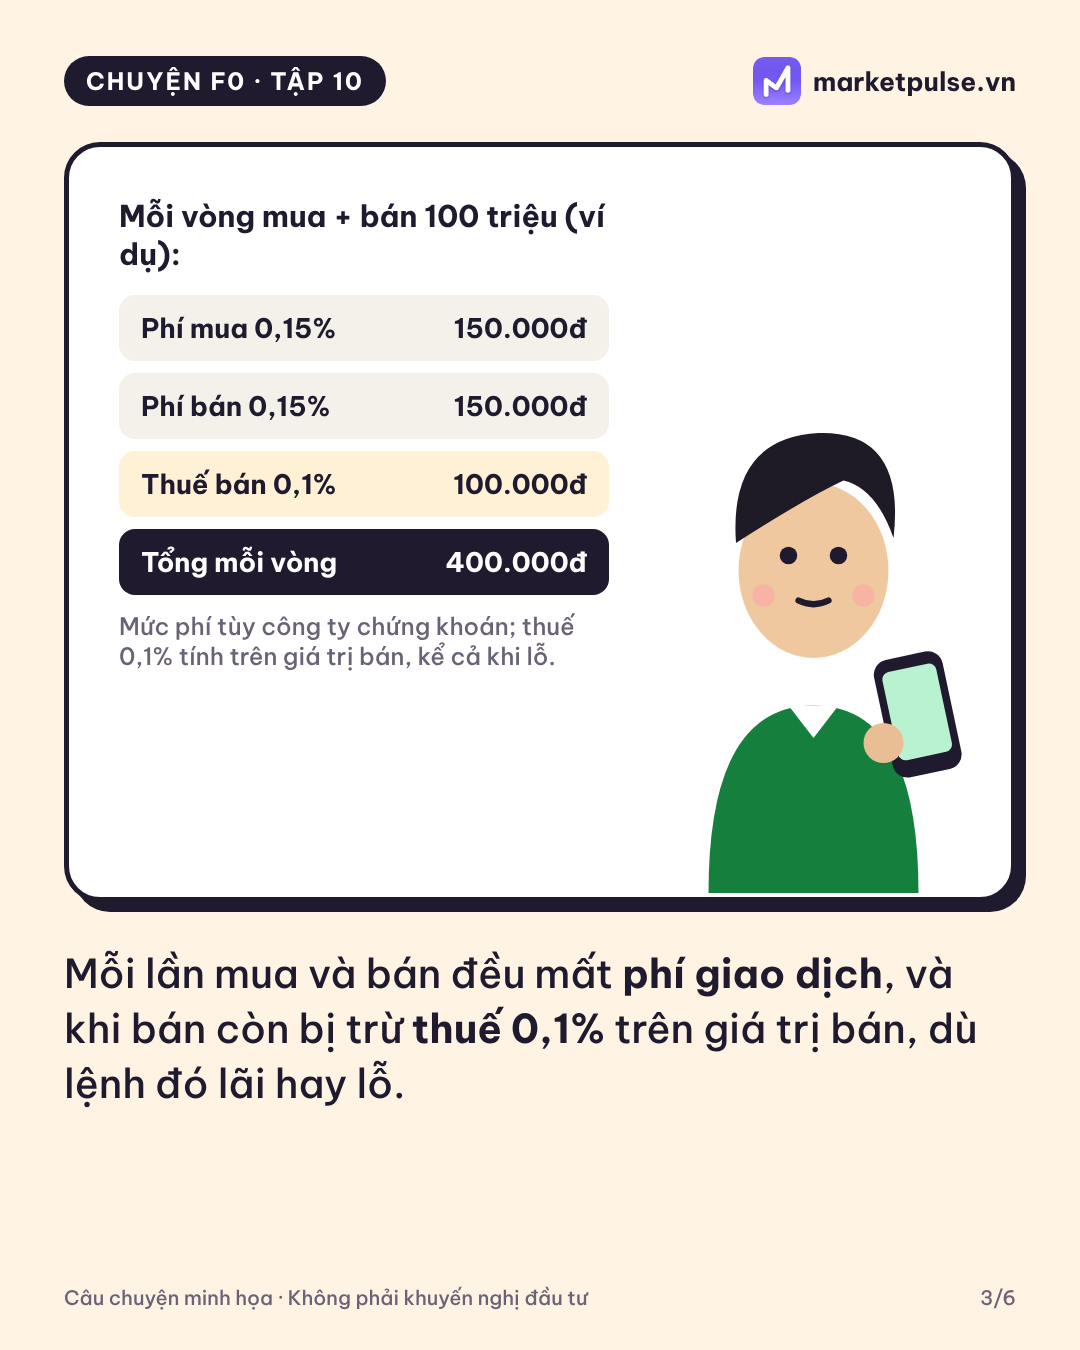 CHUYỆN F0 · TẬP 10
marketpulse.vn
Mỗi vòng mua + bán 100 triệu (ví
dụ):
Phí mua 0,15% 150.000đ
Phí bán 0,15% 150.000đ
Thuế bán 0,1% 100.000đ
Tổng mỗi vòng 400.000đ
Mức phí tùy công ty chứng khoán; thuế
0,1% tính trên giá trị bán, kể cả khi lỗ.
Mỗi lần mua và bán đều mất phí giao dịch, và
khi bán còn bị trừ thuế 0,1% trên giá trị bán, dù
lệnh đó lãi hay lỗ.
Câu chuyện minh họa · Không phải khuyến nghị đầu tư
3/6